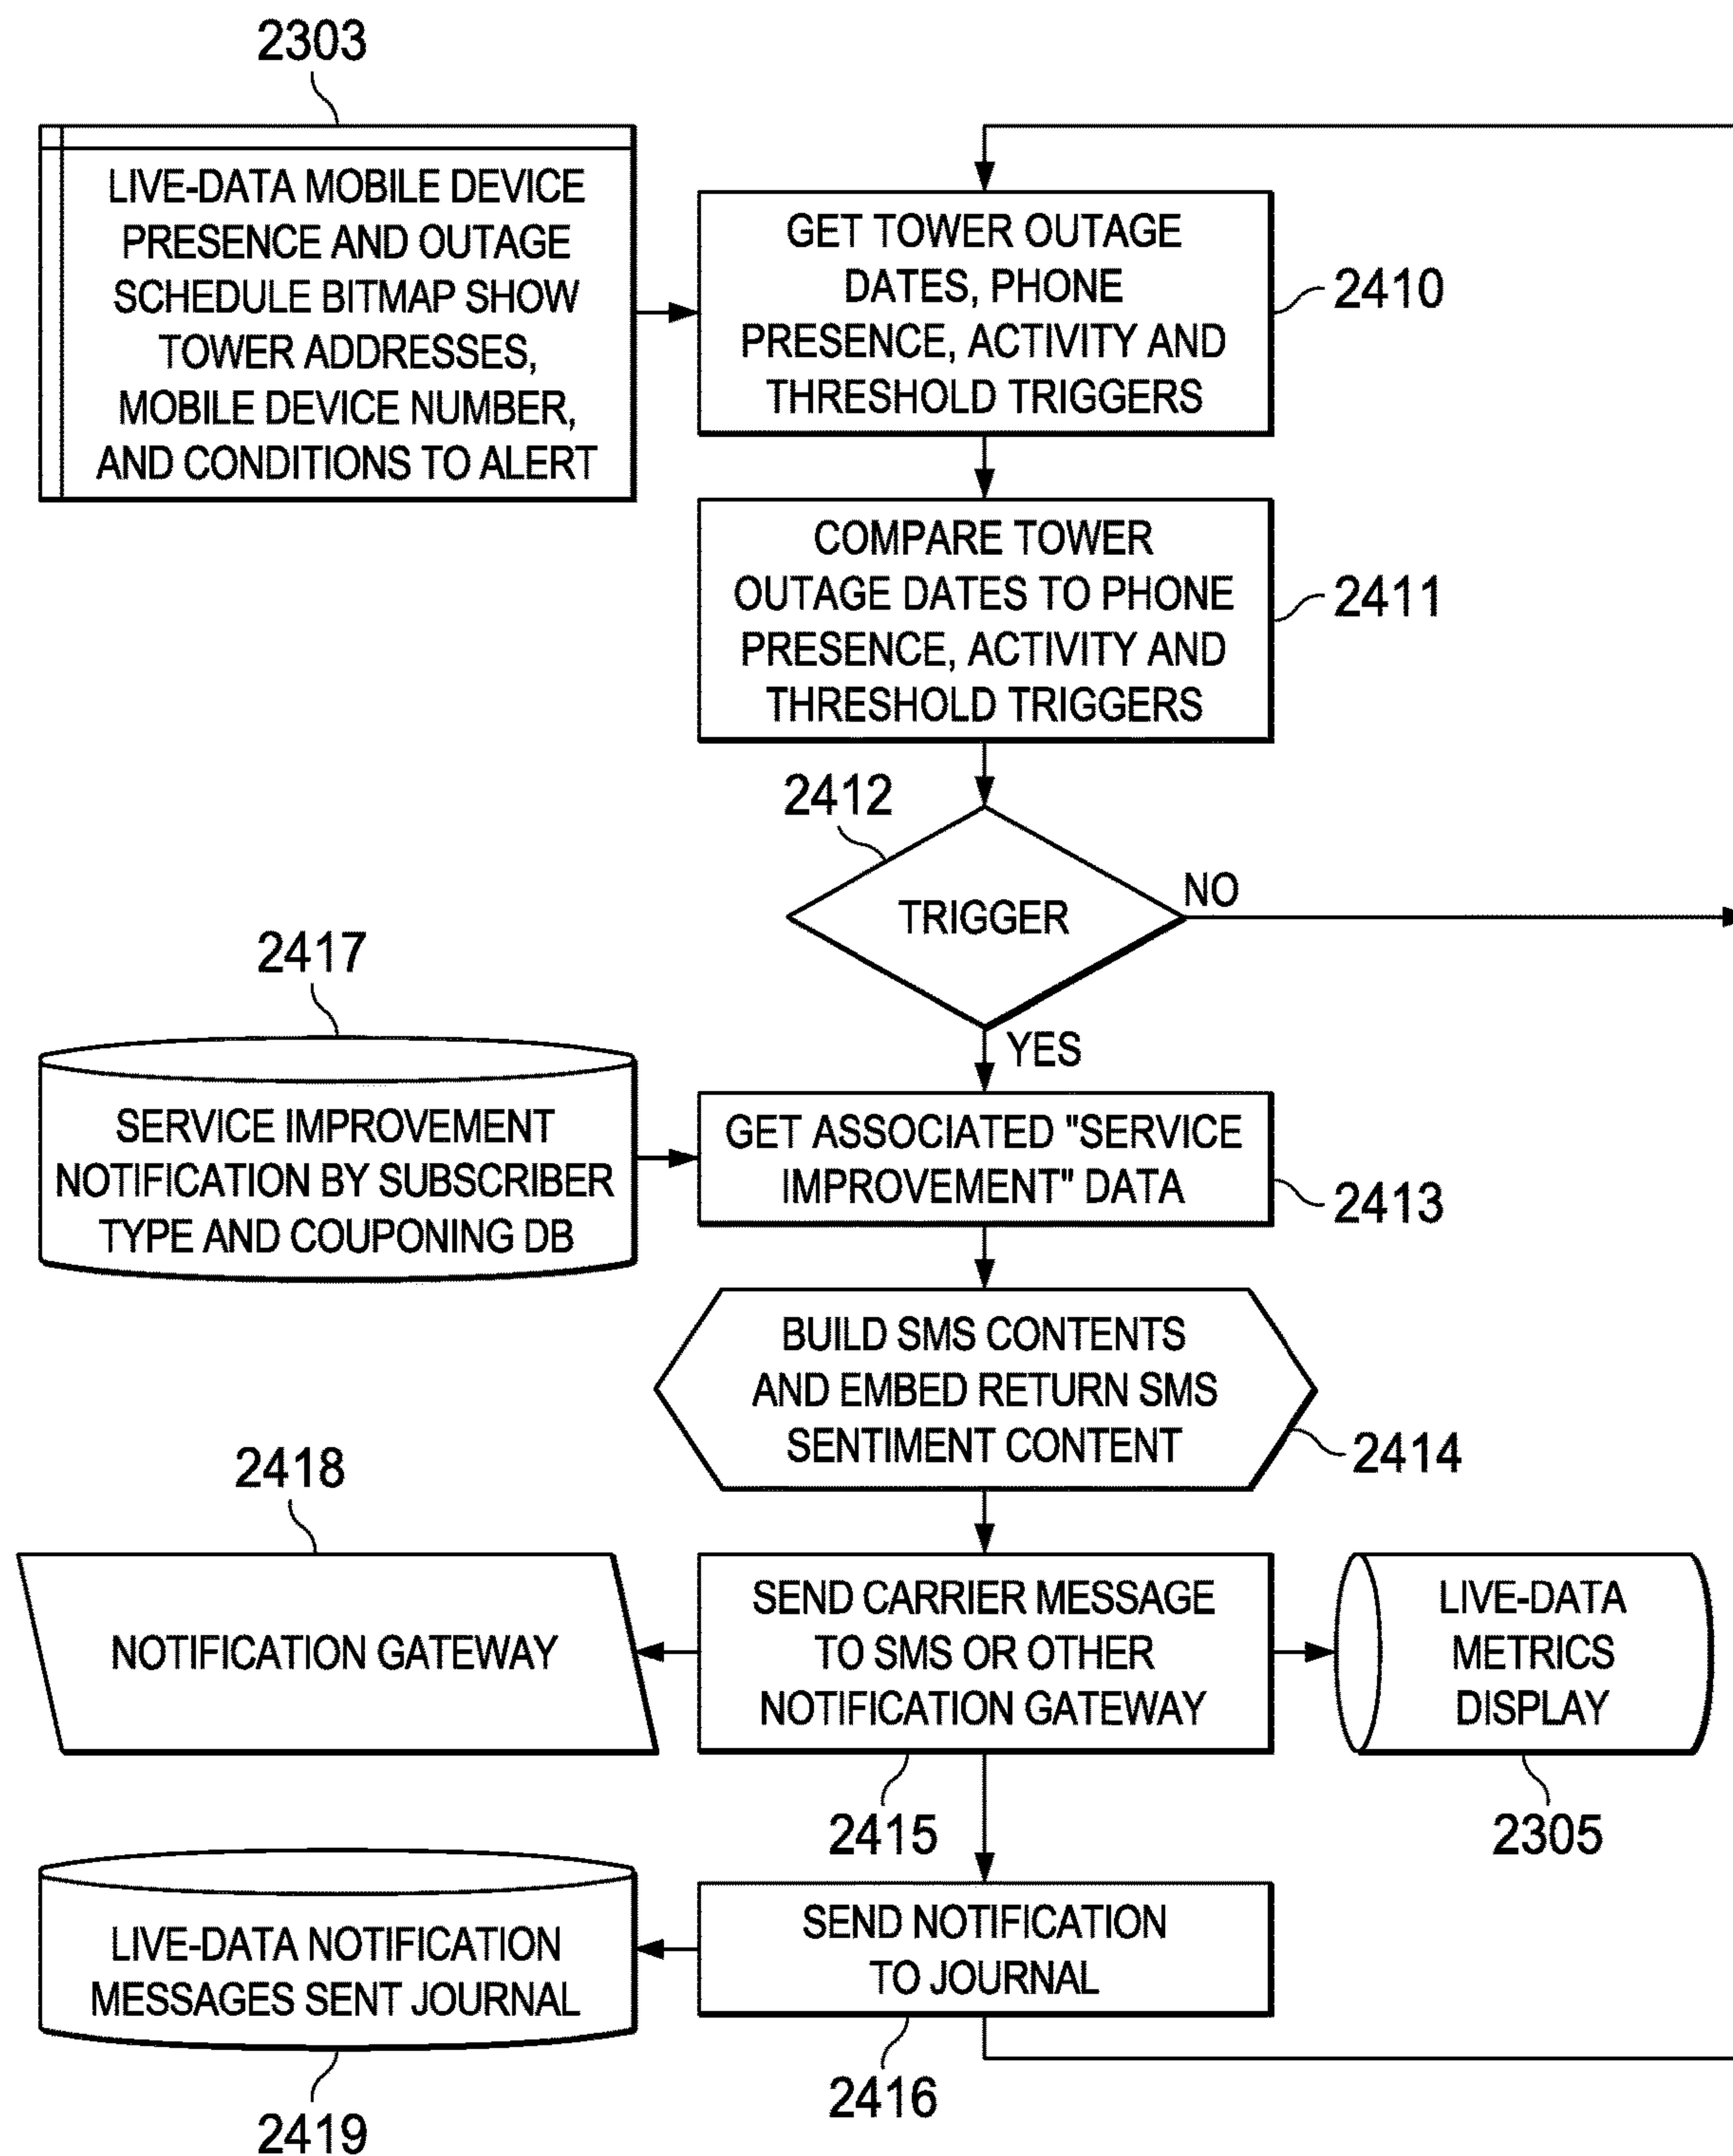 2303
LIVE-DATA MOBILE DEVICE
PRESENCE AND OUTAGE
SCHEDULE BITMAP SHOW
TOWER ADDRESSES,
MOBILE DEVICE NUMBER,
AND CONDITIONS TO ALERT
GET TOWER OUTAGE
DATES, PHONE
PRESENCE, ACTIVITY AND
THRESHOLD TRIGGERS
2410
COMPARE TOWER
OUTAGE DATES TO PHONE
PRESENCE, ACTIVITY AND
THRESHOLD TRIGGERS
2411
2412
TRIGGER
NO
YES
2417
SERVICE IMPROVEMENT
NOTIFICATION BY SUBSCRIBER
TYPE AND COUPONING DB
GET ASSOCIATED "SERVICE
IMPROVEMENT" DATA
2413
BUILD SMS CONTENTS
AND EMBED RETURN SMS
SENTIMENT CONTENT
2414
2418
NOTIFICATION GATEWAY
SEND CARRIER MESSAGE
TO SMS OR OTHER
NOTIFICATION GATEWAY
2415
LIVE-DATA
METRICS
DISPLAY
2305
LIVE-DATA NOTIFICATION
MESSAGES SENT JOURNAL
2419
SEND NOTIFICATION
TO JOURNAL
2416